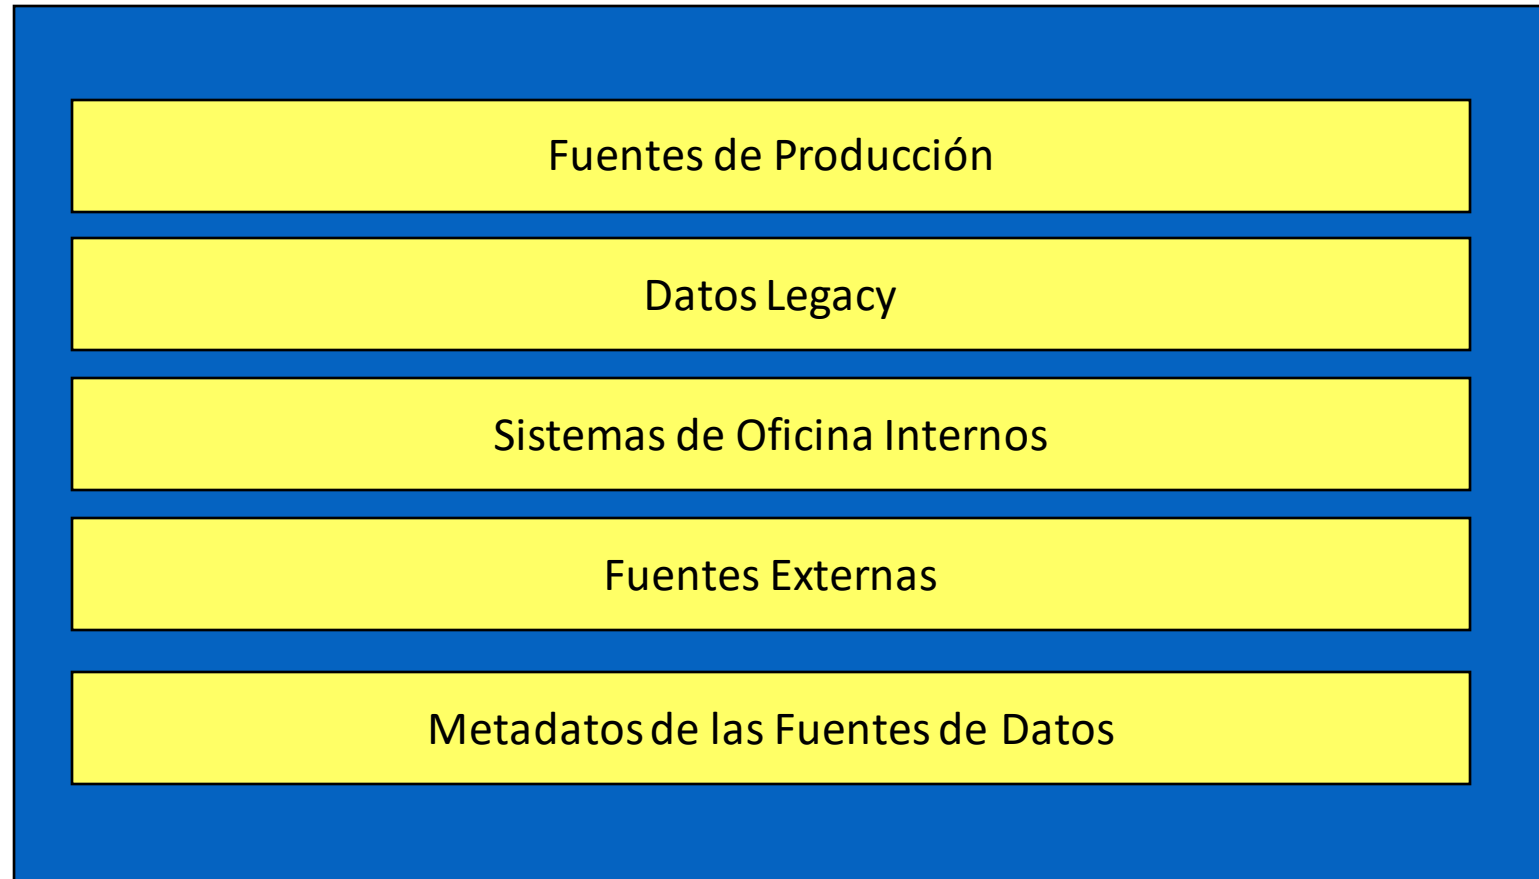 Fuentes de Producción
Datos Legacy
Sistemas de Oficina Internos
Fuentes Externas
Metadatos de las Fuentes de Datos